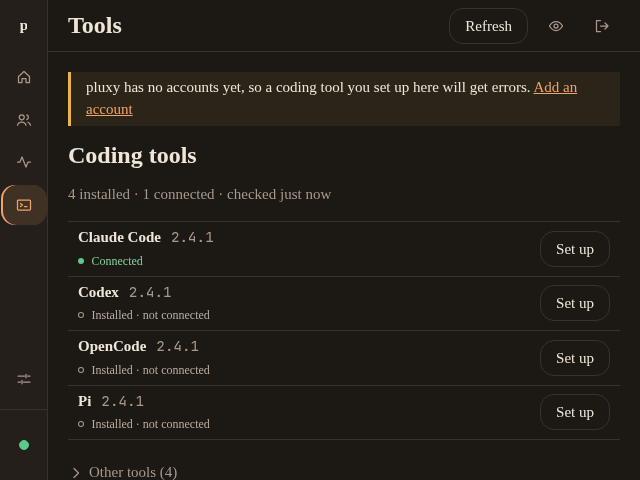 p
Tools
Refresh
pluxy has no accounts yet, so a coding tool you set up here will get errors. Add an
account
Coding tools
4 installed · 1 connected · checked just now
Claude Code 2.4.1
Connected
Set up
Codex 2.4.1
Installed · not connected
Set up
OpenCode 2.4.1
Installed · not connected
Set up
Pi 2.4.1
Installed · not connected
Set up
Other tools (4)